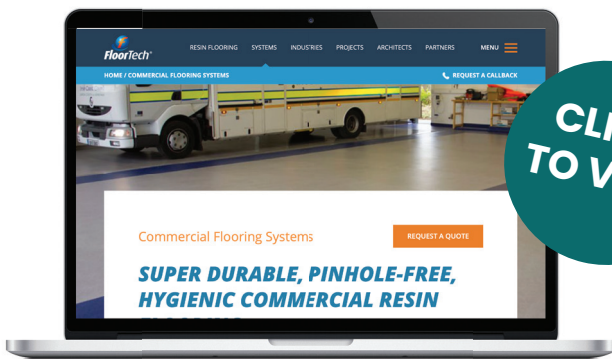 FloorTech®
RESIN FLOORING SYSTEMS INDUSTRIES PROJECTS ARCHITECTS PARTNERS MENU
HOME / COMMERCIAL FLOORING SYSTEMS REQUEST A CALLBACK
Commercial Flooring Systems
REQUEST A QUOTE
SUPER DURABLE, PINHOLE-FREE,
HYGIENIC COMMERCIAL RESIN
TO